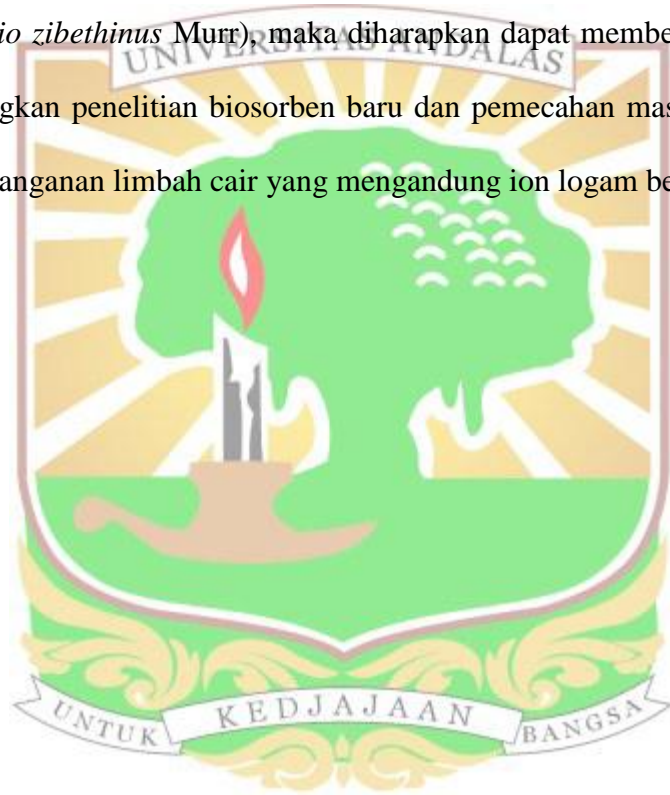 io zibethinus Murr), maka diharapkan dapat membe
UNIVERSITAS ANDALAS
gkan penelitian biosorben baru dan pemecahan mas
anganan limbah cair yang mengandung ion logam be
UNTUK KEDJAJAAN BANGSA